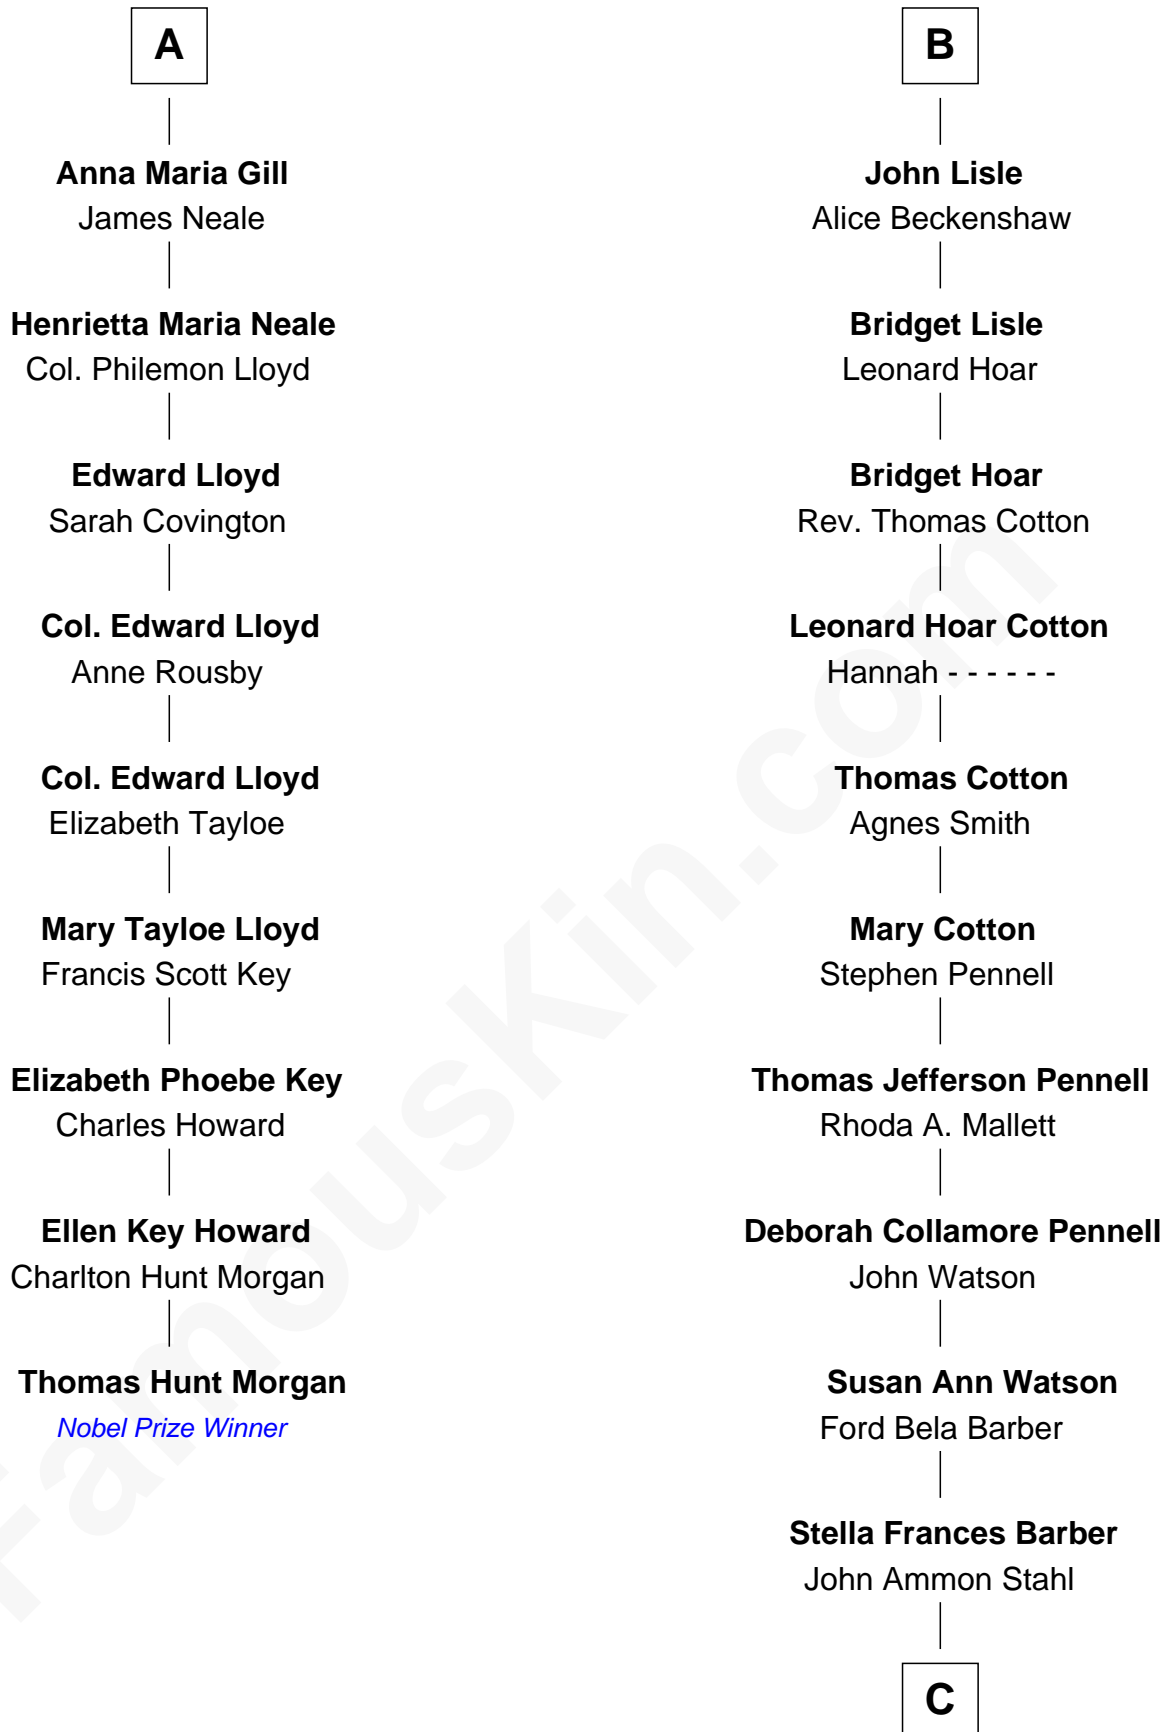 A
Anna Maria Gill
James Neale
Henrietta Maria Neale
Col. Philemon Lloyd
Edward Lloyd
Sarah Covington
Col. Edward Lloyd
Anne Rousby
Col. Edward Lloyd
Elizabeth Tayloe
Mary Tayloe Lloyd
Francis Scott Key
Elizabeth Phoebe Key
Charles Howard
Ellen Key Howard
Charlton Hunt Morgan
Thomas Hunt Morgan
Nobel Prize Winner
B
John Lisle
Alice Beckenshaw
Bridget Lisle
Leonard Hoar
Bridget Hoar
Rev. Thomas Cotton
Leonard Hoar Cotton
Hannah - - - - - -
Thomas Cotton
Agnes Smith
Mary Cotton
Stephen Pennell
Thomas Jefferson Pennell
Rhoda A. Mallett
Deborah Collamore Pennell
John Watson
Susan Ann Watson
Ford Bela Barber
Stella Frances Barber
John Ammon Stahl
C
FamousKin.com